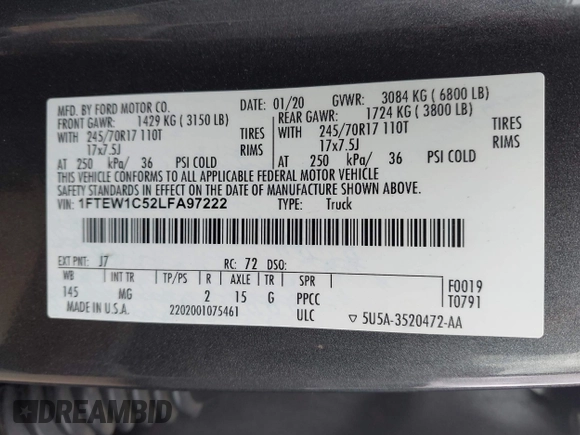 MFD. BY FORD MOTOR CO.
DATE: 01/20 GVWR: 3084 KG ( 6800 LB)
FRONT GAWR: 1429 KG ( 3150 LB)
REAR GAWR: 1724 KG ( 3800 LB)
WITH 245/70R17 110T TIRES
WITH 245/70R17 110T TIRES
17x7.5J RIMS
17x7.5J RIMS
AT 250 kPa/ 36 PSI COLD
AT 250 kPa/ 36 PSI COLD
THIS VEHICLE CONFORMS TO ALL APPLICABLE FEDERAL MOTOR VEHICLE
SAFETY STANDARDS IN EFFECT ON THE DATE OF MANUFACTURE SHOWN ABOVE.
VIN: 1FTEW1C52LFA97222 TYPE: Truck
EXT PNT: J7 RC: 72 DSO:
WB INT TR TP/PS R AXLE TR SPR
145 MG 2 15 G PPCC
F0019
T0791
MADE IN U.S.A. 2202001075461 ULC ▽ 5U5A-3520472-AA
DREAMBID